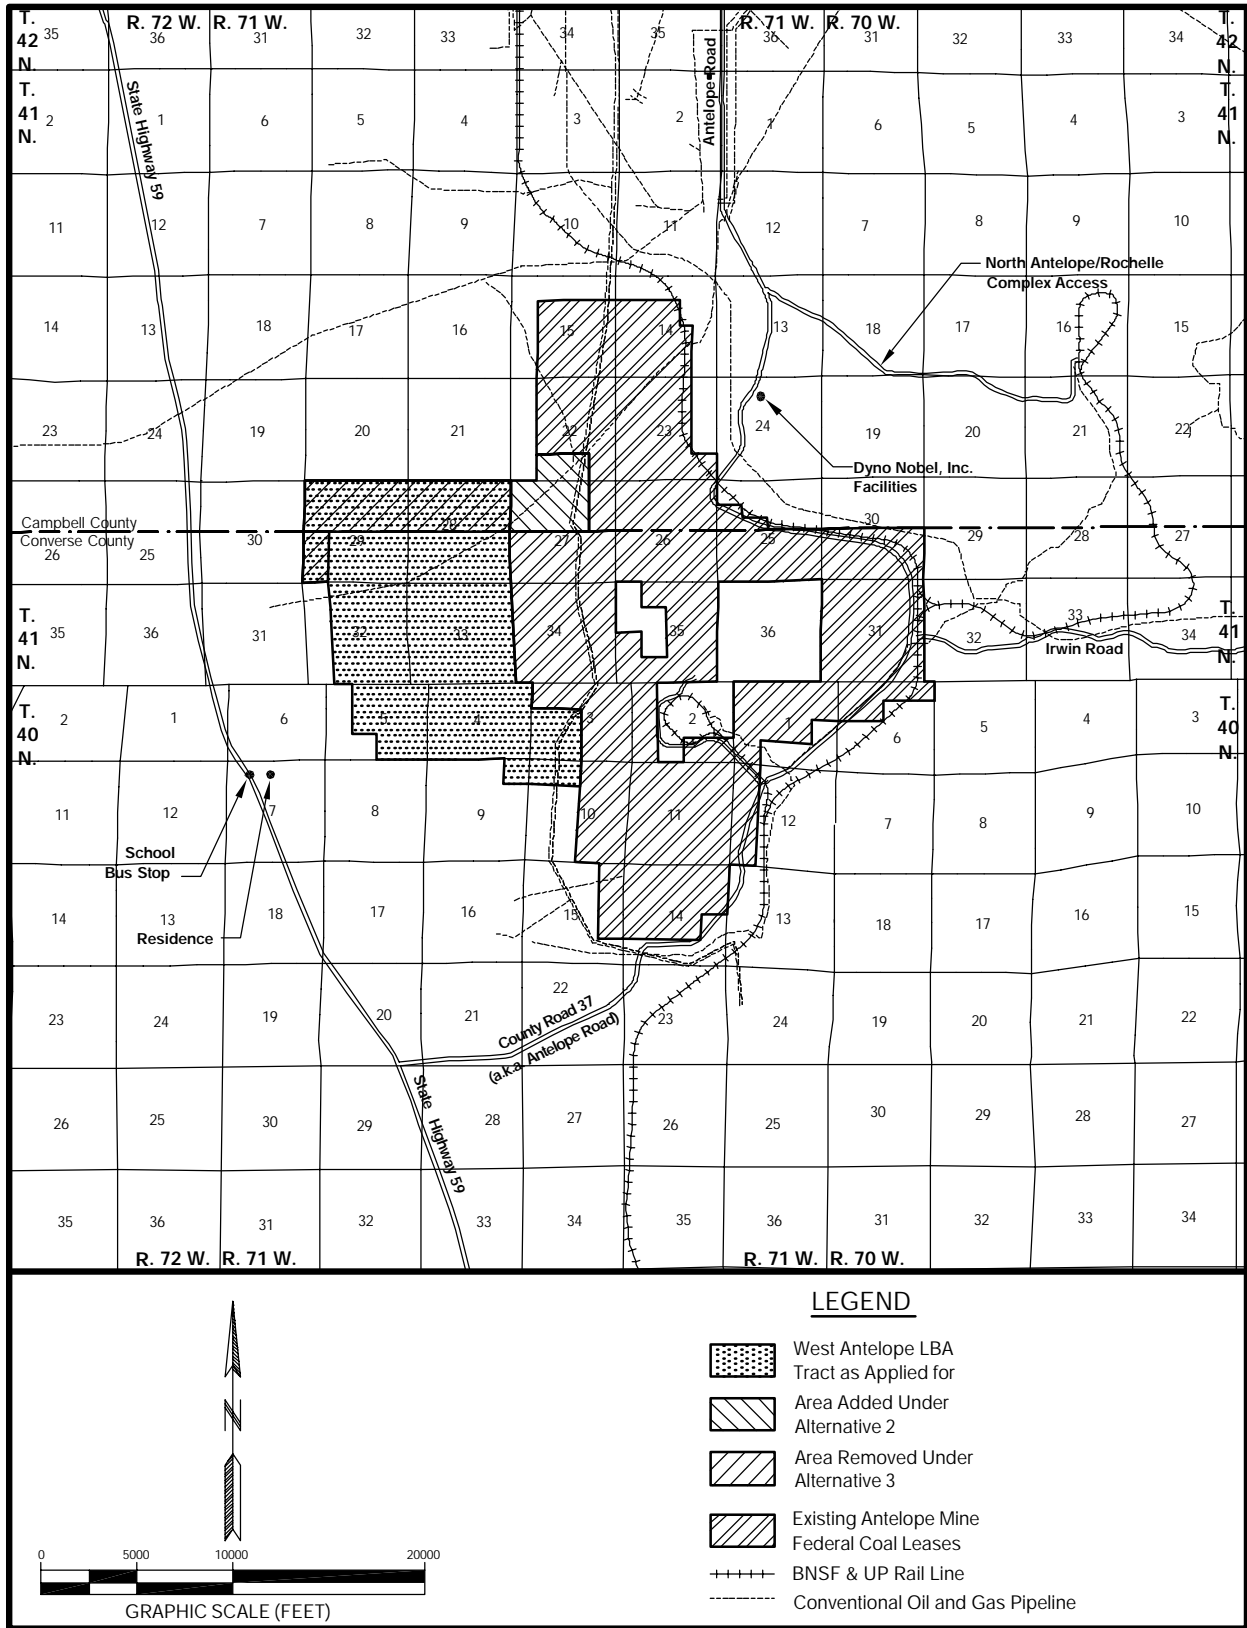 T. R. 72 W. R. 71 W. R. 71 W. R. 70 W. T.
42 35 36 31 32 33 34 35 36 31 32 33 34 42
N. N.
T. T.
41 2 1 6 5 4 3 2 1 6 5 4 3 41
N. N.
State Highway 59
Antelope Road
11 12 7 8 9 10 11 12 7 8 9 10
North Antelope/Rochelle
Complex Access
14 13 18 17 16 15 14 13 18 17 16 15
23 24 19 20 21 22 23 24 19 20 21 22
Dyno Nobel, Inc.
Facilities
Campbell County
Converse County
26 25 30 29 28 27 26 25 30 29 28 27
T. T.
41 35 36 31 32 33 34 35 36 31 32 33 34 41
N. N.
Irwin Road
T. T.
40 2 1 6 5 4 3 2 1 6 5 4 3 40
N. N.
11 12 7 8 9 10 11 12 7 8 9 10
School
Bus Stop
14 13 18 17 16 15 14 13 18 17 16 15
Residence
23 24 19 20 21 22 23 24 19 20 21 22
County Road 37
(a.k.a. Antelope Road)
State Highway 59
26 25 30 29 28 27 26 25 30 29 28 27
35 36 31 32 33 34 35 36 31 32 33 34
R. 72 W. R. 71 W. R. 71 W. R. 70 W.
LEGEND
West Antelope LBA
Tract as Applied for
Area Added Under
Alternative 2
Area Removed Under
Alternative 3
Existing Antelope Mine
Federal Coal Leases
BNSF & UP Rail Line
Conventional Oil and Gas Pipeline
N
0 5000 10000 20000
GRAPHIC SCALE (FEET)